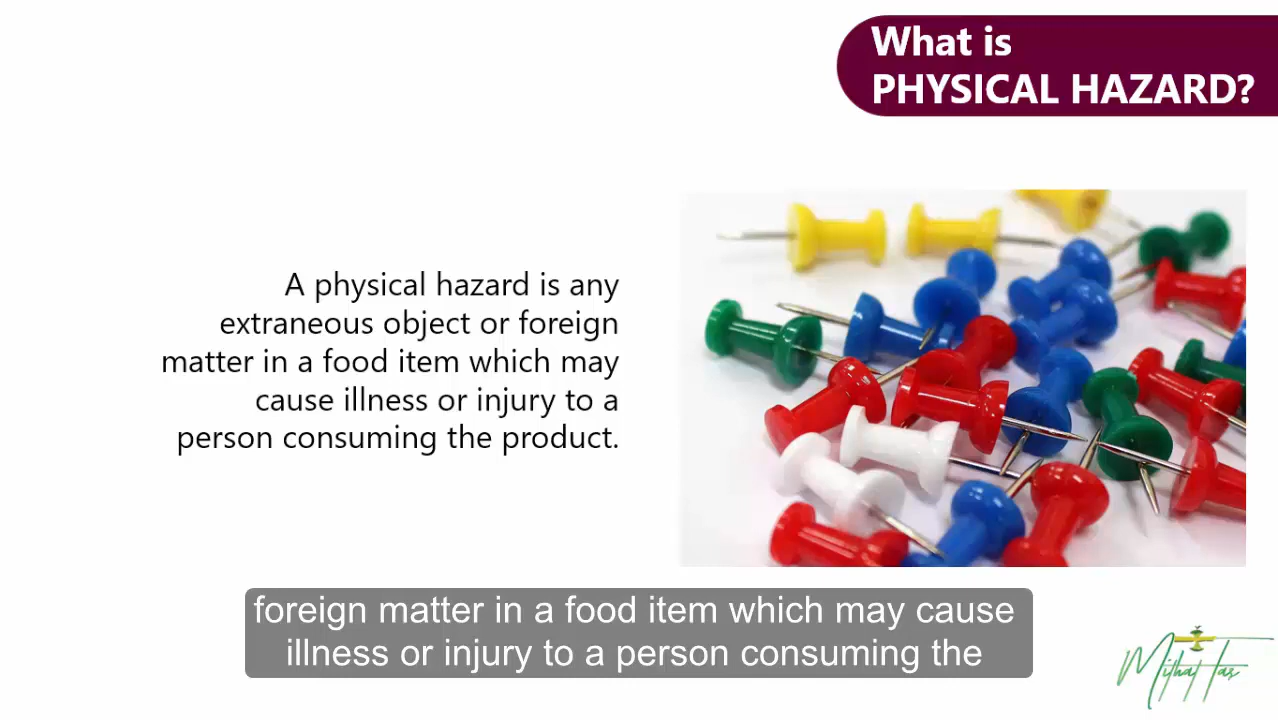 What is
PHYSICAL HAZARD?
A physical hazard is any
extraneous object or foreign
matter in a food item which may
cause illness or injury to a
person consuming the product.
foreign matter in a food item which may cause
illness or injury to a person consuming the
Mithat Tas